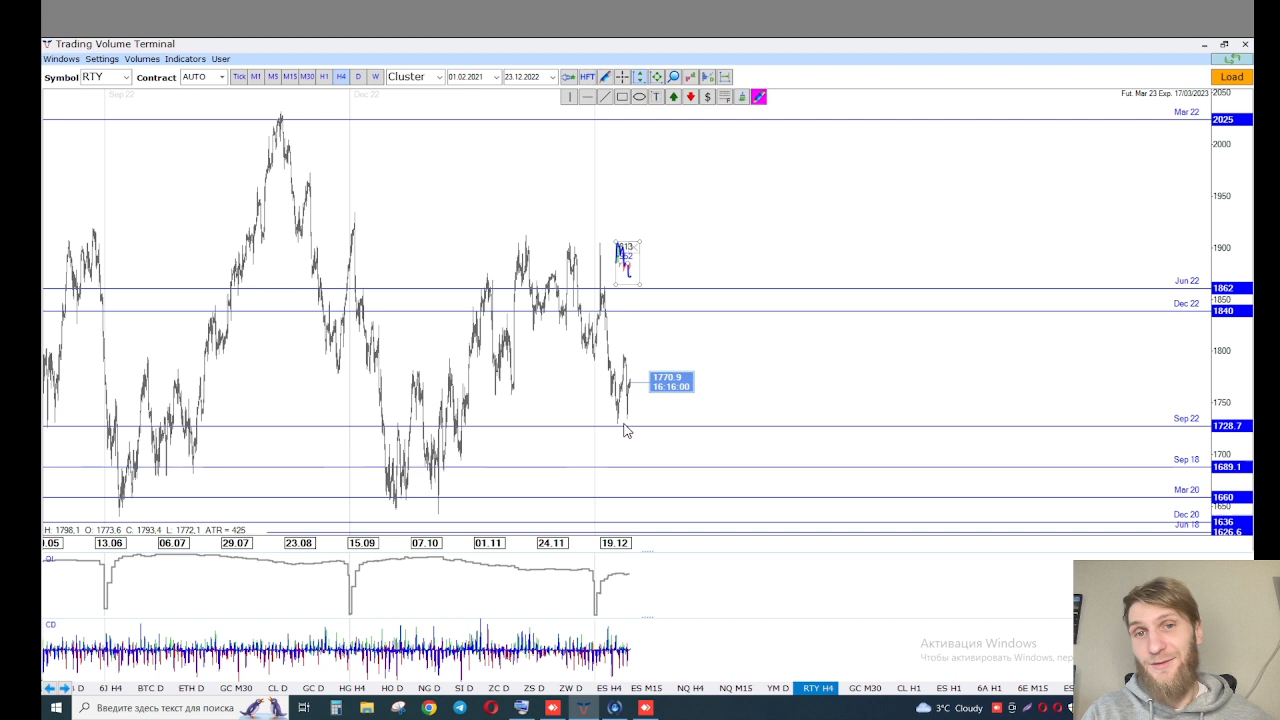 Trading Volume Terminal
Windows Settings Volumes Indicators User
Symbol RTY Contract AUTO Tick M1 M5 M15 M30 H1 H4 D W Cluster 01.02.2021 23.12.2022 HFT Load
T $
Sep 22 Dec 22 Fut. Mar 23 Exp. 17/03/2023
2050
Mar 22 2025
2000
1950
1900
Jun 22 1862
1850
Dec 22 1840
1800
1770.9
16:16:00
1750
Sep 22 1728.7
1700
Sep 18 1689.1
Mar 20 1660
1650
Dec 20 1636
Jun 18 1626.6
H: 1798,1 O: 1773,6 C: 1793,4 L: 1772,1 ATR = 425
).05 13.06 06.07 29.07 23.08 15.09 07.10 01.11 24.11 19.12
OI
CD
Активация Windows
Чтобы активировать Windows, пер
D 6J H4 BTC D ETH D GC M30 CL D GC D HG H4 HO D NG D SI D ZC D ZS D ZW D ES H4 ES M15 NQ H4 NQ M15 YM D RTY H4 GC M30 CL H1 ES H1 6A H1 6E M15 ES
Введите здесь текст для поиска 3°C Cloudy